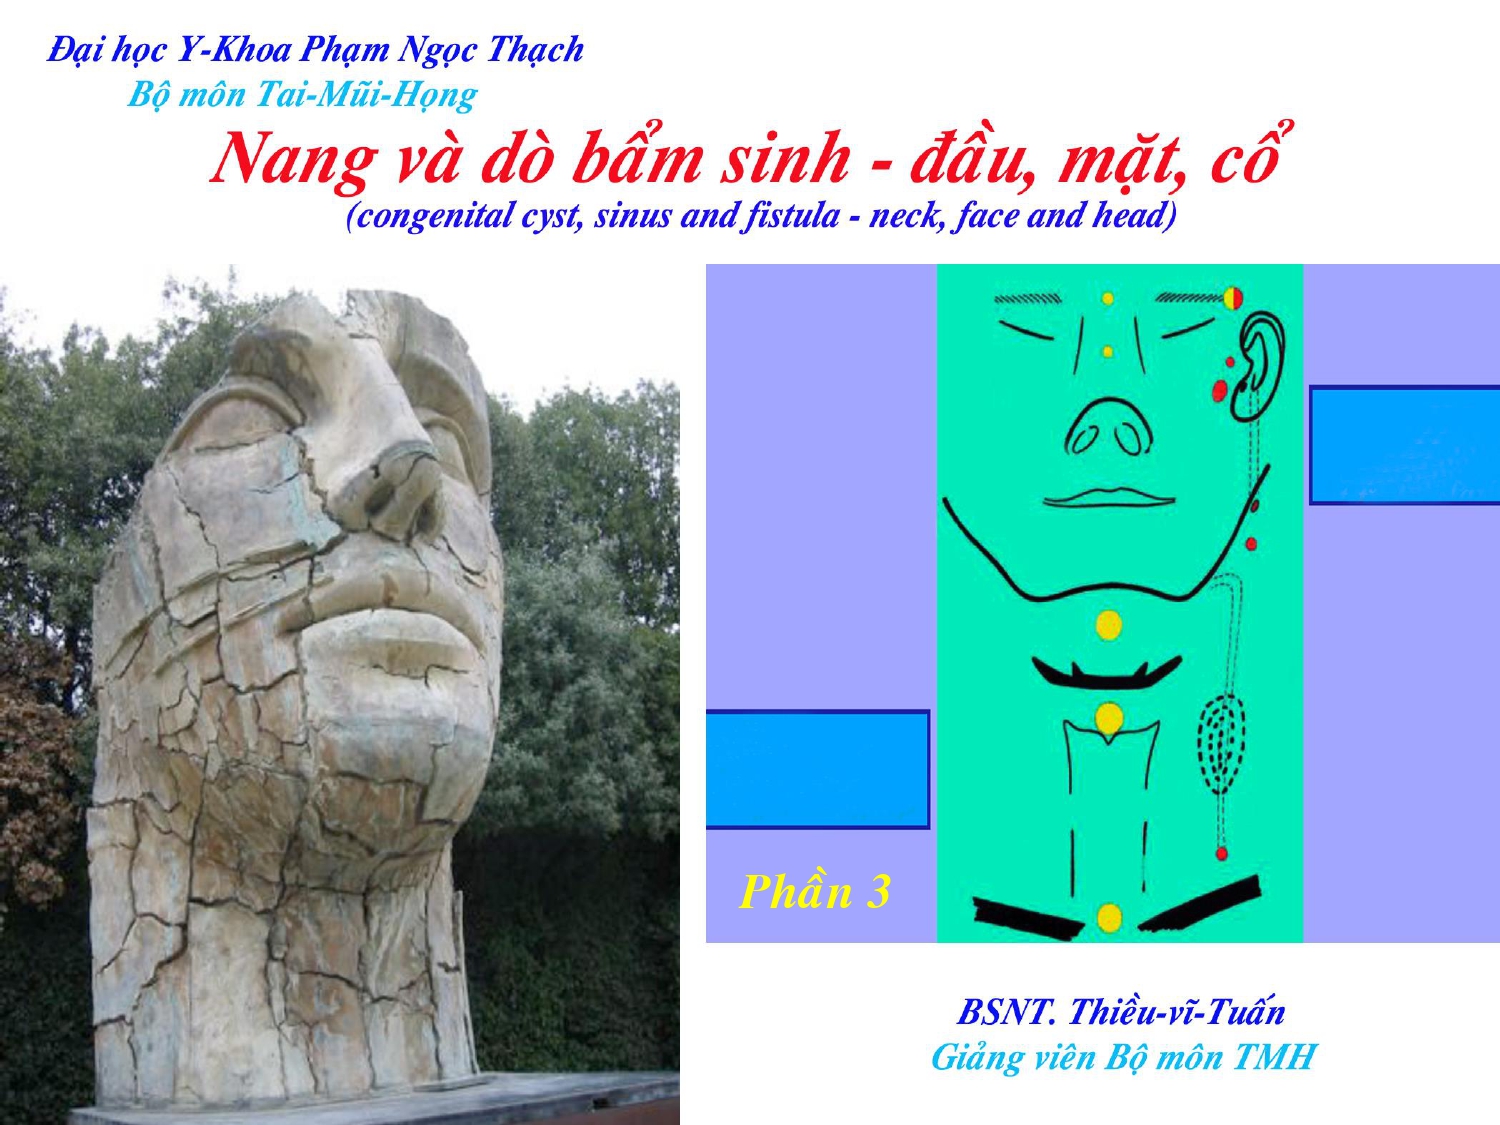 Đại học Y-Khoa Phạm Ngọc Thạch
Bộ môn Tai-Mũi-Họng
Nang và dò bẩm sinh - đầu, mặt, cổ
(congenital cyst, sinus and fistula - neck, face and head)
Phần 3
BSNT. Thiều-vĩ-Tuấn
Giảng viên Bộ môn TMH